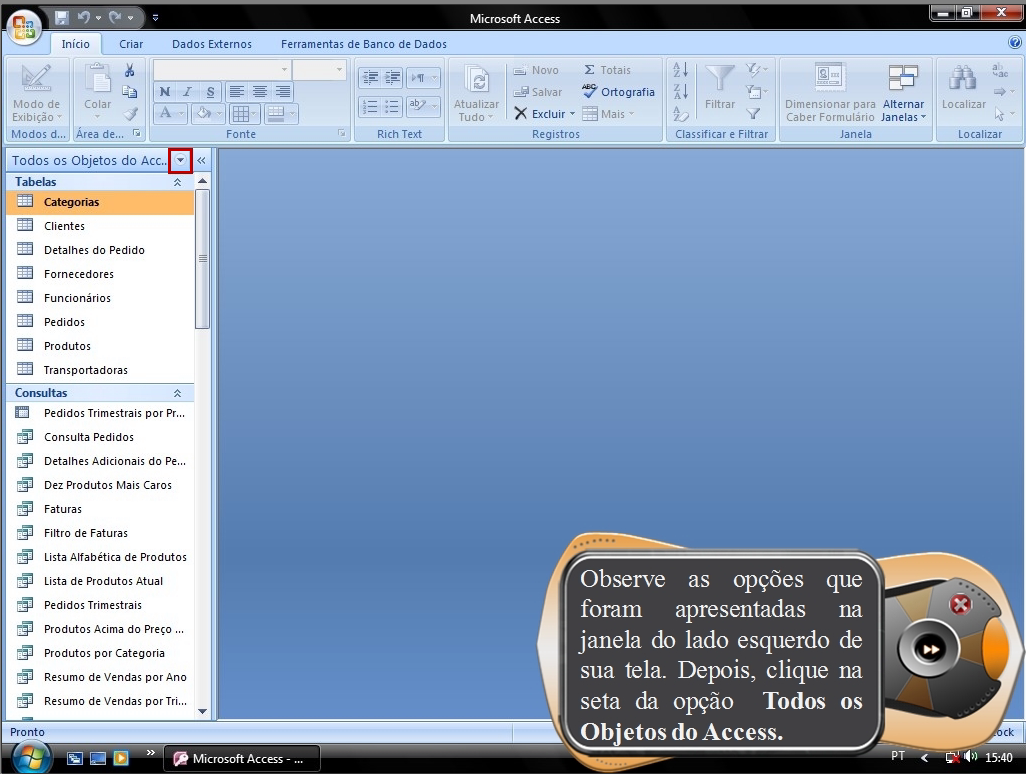 Microsoft Access
Início Criar Dados Externos Ferramentas de Banco de Dados
Modo de Exibição
Modos d...
Colar
Área de...
N I S
A
Fonte
Rich Text
Atualizar Tudo
Novo
Salvar
Excluir
Σ Totais
ABC Ortografia
Mais
Registros
Filtrar
Classificar e Filtrar
Dimensionar para Caber Formulário
Alternar Janelas
Janela
Localizar
Localizar
Todos os Objetos do Acc...
Tabelas
Categorias
Clientes
Detalhes do Pedido
Fornecedores
Funcionários
Pedidos
Produtos
Transportadoras
Consultas
Pedidos Trimestrais por Pr...
Consulta Pedidos
Detalhes Adicionais do Pe...
Dez Produtos Mais Caros
Faturas
Filtro de Faturas
Lista Alfabética de Produtos
Lista de Produtos Atual
Pedidos Trimestrais
Produtos Acima do Preço ...
Produtos por Categoria
Resumo de Vendas por Ano
Resumo de Vendas por Tri...
Observe as opções que
foram apresentadas na
janela do lado esquerdo de
sua tela. Depois, clique na
seta da opção Todos os
Objetos do Access.
Pronto
ock
Microsoft Access - ...
PT
15:40